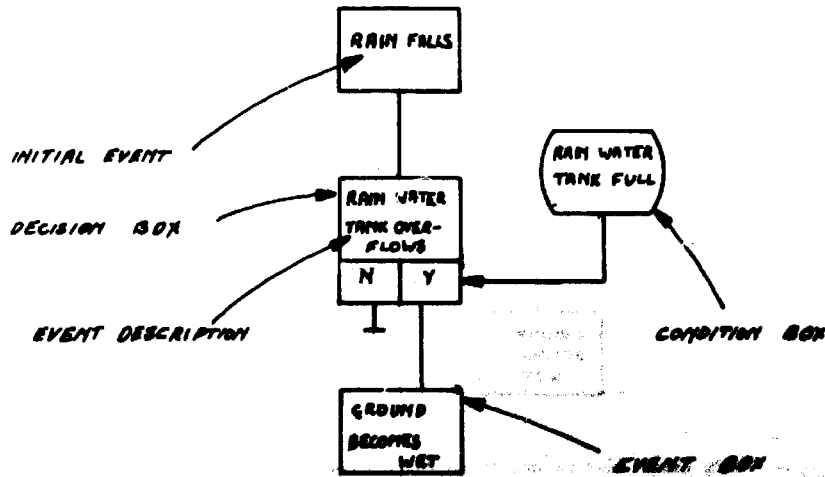 RAIN FALLS
INITIAL EVENT
RAIN WATER
TANK FULL
DECISION BOX
RAIN WATER
TANK OVER-
FLOWS
N Y
EVENT DESCRIPTION
CONDITION BOX
GROUND
BECOMES
WET
EVENT BOX